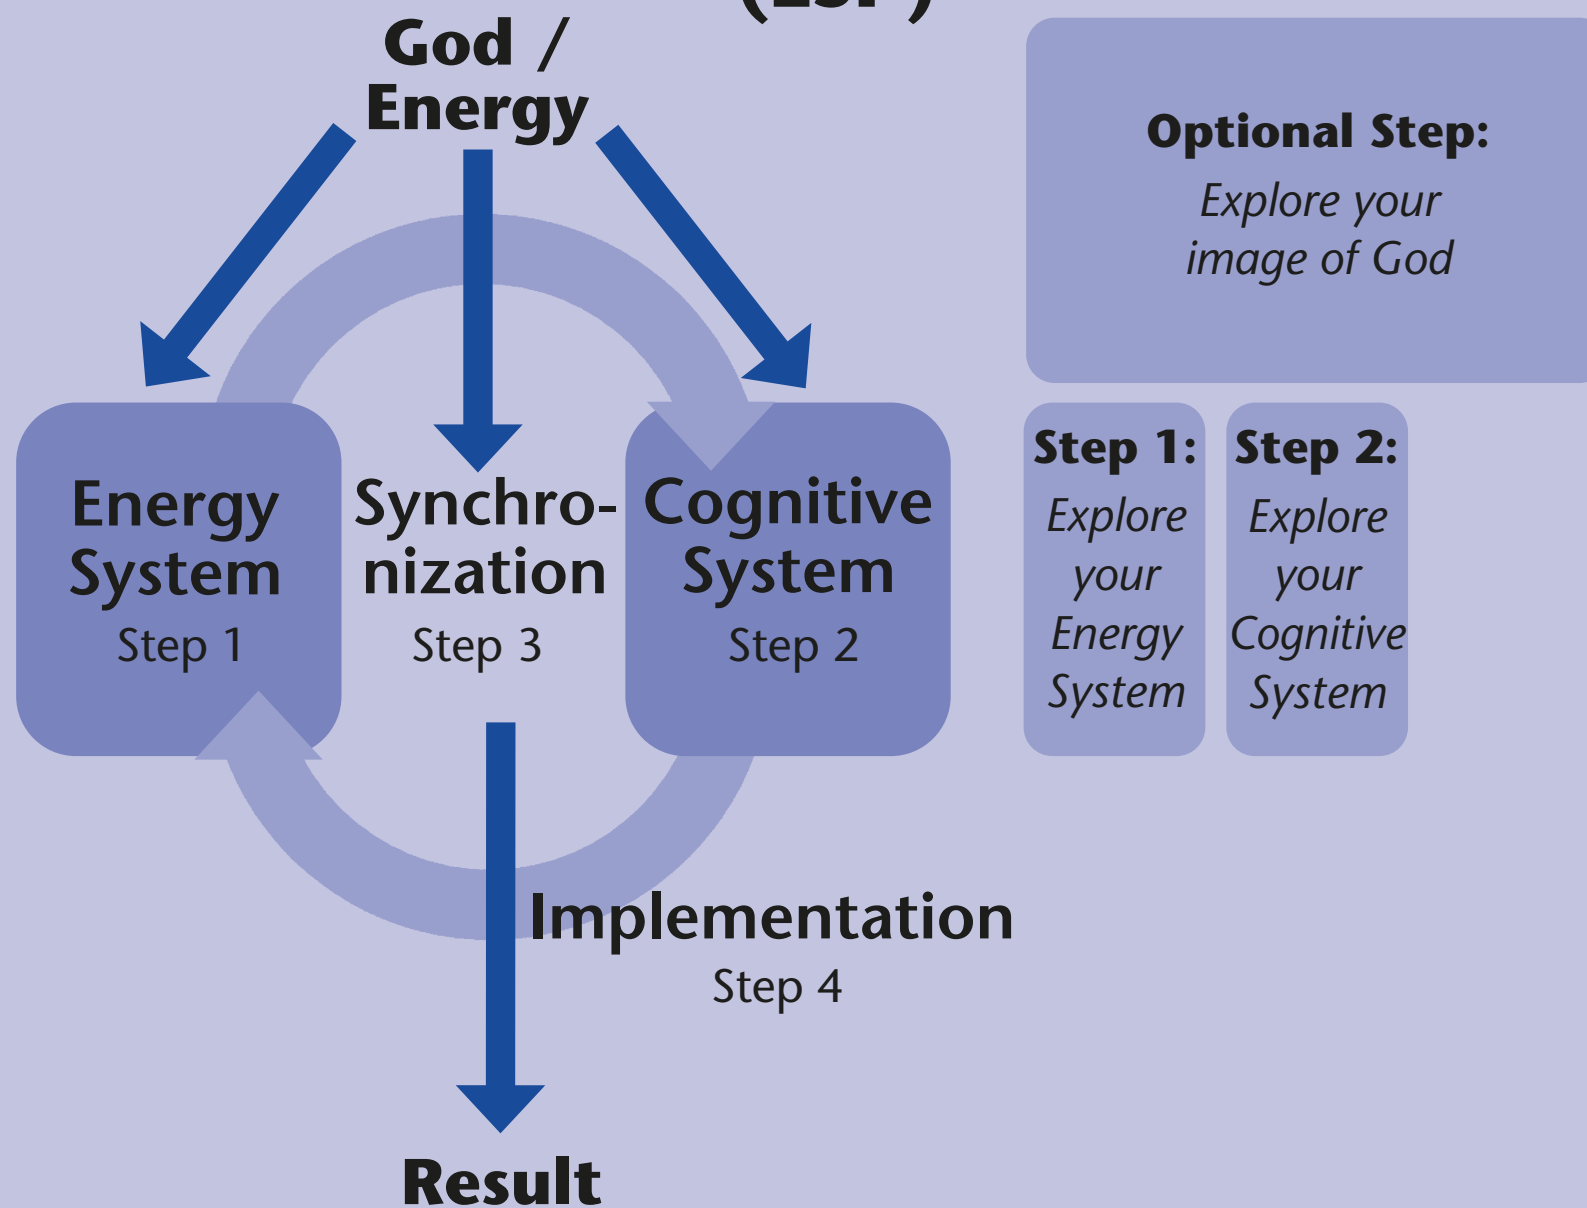 God /
Energy
Energy
System
Step 1
Synchro-
nization
Step 3
Cognitive
System
Step 2
Implementation
Step 4
Result
Optional Step:
Explore your
image of God
Step 1:
Explore
your
Energy
System
Step 2:
Explore
your
Cognitive
System